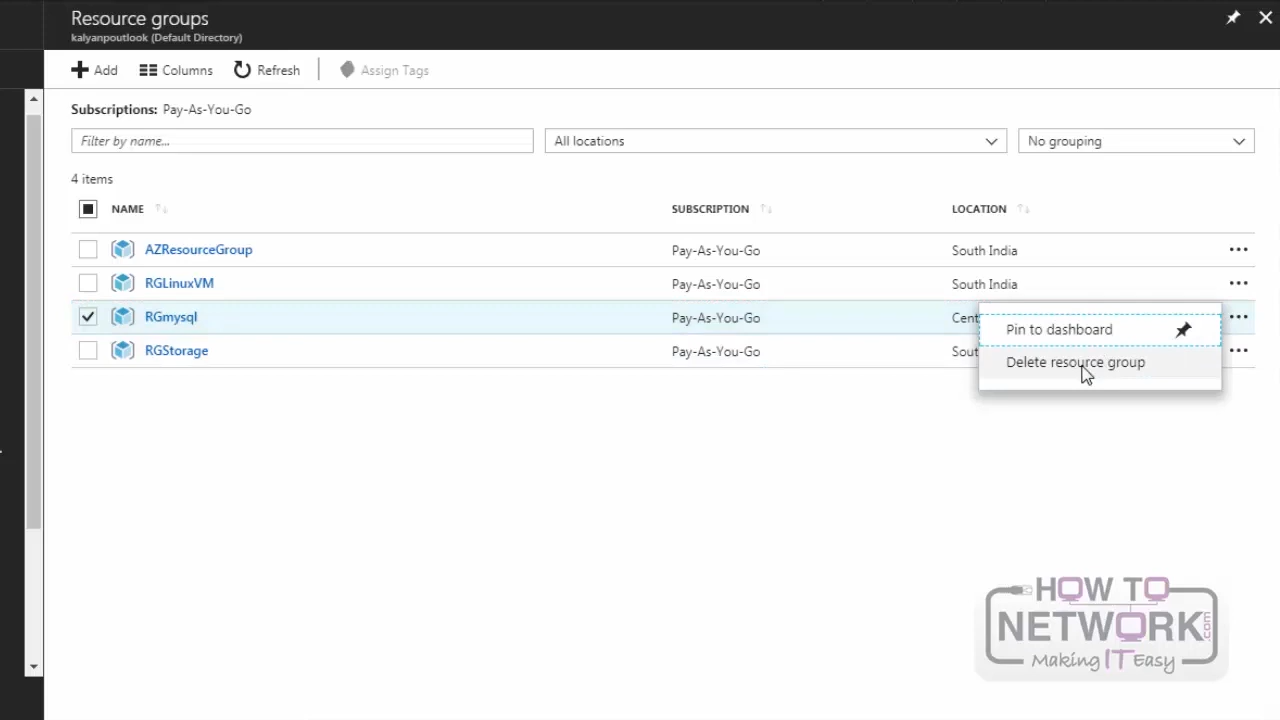 Resource groups
kalyanpoutlook (Default Directory)
Add Columns Refresh Assign Tags
Subscriptions: Pay-As-You-Go
Filter by name... All locations No grouping
4 items
NAME SUBSCRIPTION LOCATION
AZResourceGroup Pay-As-You-Go South India
RGLinuxVM Pay-As-You-Go South India
RGmysql Pay-As-You-Go Cent
Pin to dashboard
RGStorage Pay-As-You-Go Sout
Delete resource group
HOW TO
NETWORK.com
Making IT Easy